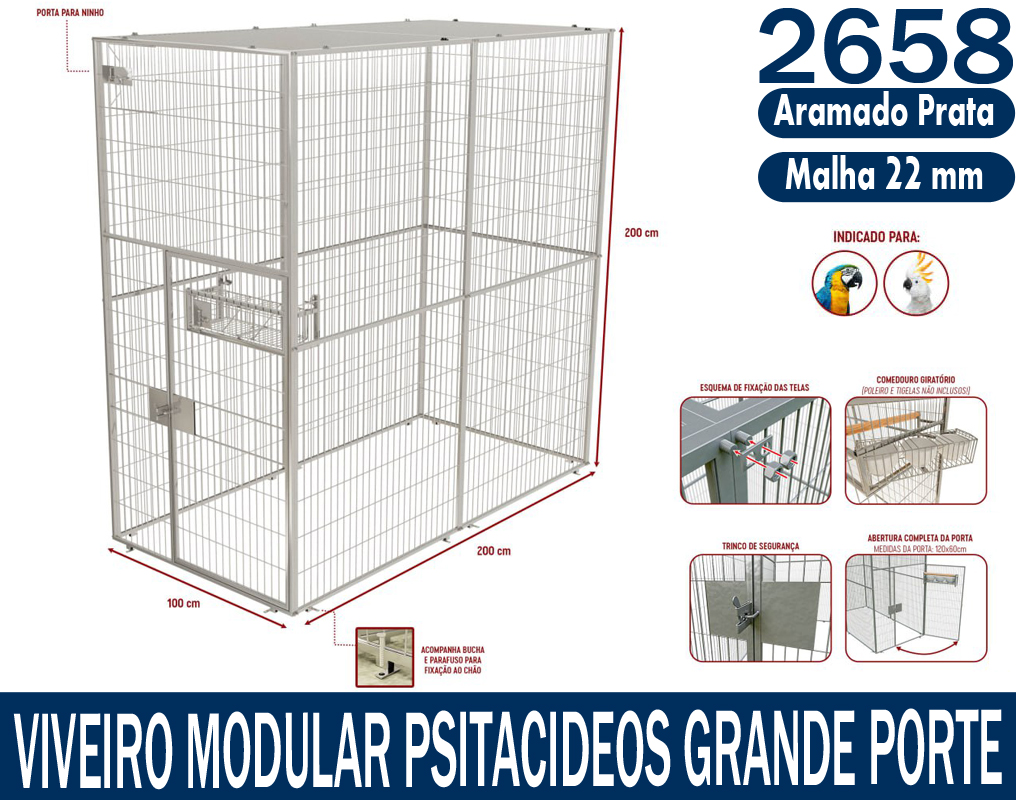 PORTA PARA NINHO
2658
Aramado Prata
Malha 22 mm
200 cm
INDICADO PARA:
ESQUEMA DE FIXAÇÃO DAS TELAS
COMEDOURO GIRATÓRIO
(POLEIRO E TIGELAS NÃO INCLUSOS!)
TRINCO DE SEGURANÇA
ABERTURA COMPLETA DA PORTA
MEDIDAS DA PORTA: 120x60cm
200 cm
100 cm
ACOMPANHA BUCHA
E PARAFUSO PARA
FIXAÇÃO AO CHÃO
VIVEIRO MODULAR PSITACIDEOS GRANDE PORTE